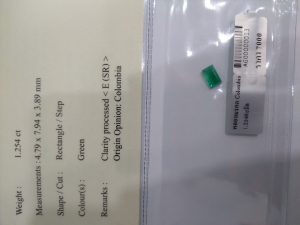 Weight : 1.254 ct
Measurements : 4.79 x 7.94 x 3.89 mm
Shape / Cut : Rectangle / Step
Colour(s) : Green
Remarks : Clarity processed < E (SR) >
Origin Opinion: Colombia